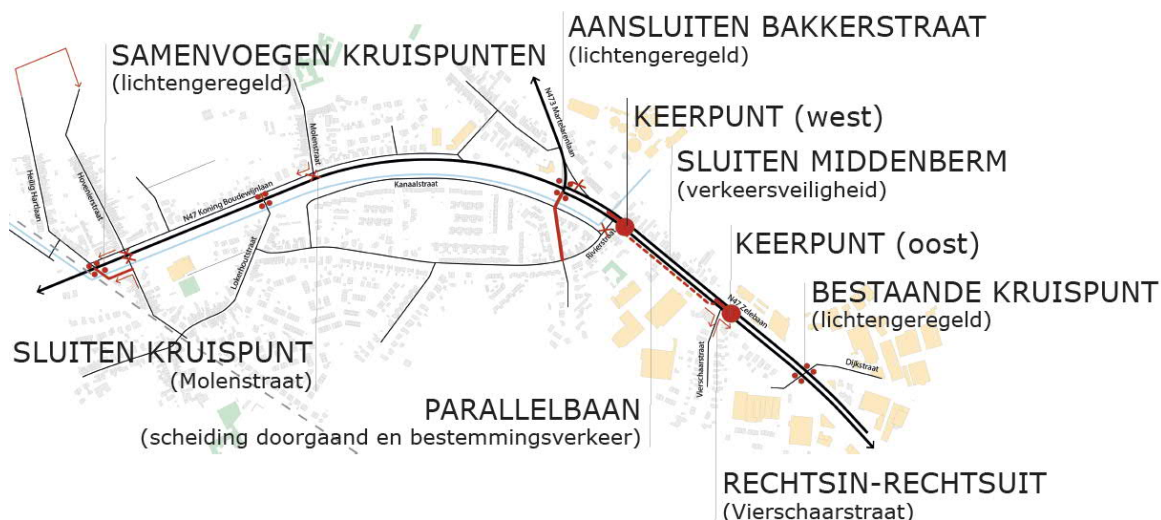 AANSLUITEN BAKKERSTRAAT
(lichtengeregeld)
SAMENVOEGEN KRUISPUNTEN
(lichtengeregeld)
KEERPUNT (west)
SLUITEN MIDDENBERM
(verkeersveiligheid)
KEERPUNT (oost)
BESTAANDE KRUISPUNT
(lichtengeregeld)
SLUITEN KRUISPUNT
(Molenstraat)
PARALLELBAAN
(scheiding doorgaand en bestemmingsverkeer)
RECHTSIN-RECHTSUIT
(Vierschaarstraat)
Heilig Hartlaan
Hovenierstraat
N47 Koning Boudewijnlaan
Molenstraat
Lokerhoutstraat
Kanaalstraat
N473 Martelarenlaan
Rivierstraat
N47 Zelebaan
Vierschaarstraat
Dijkstraat